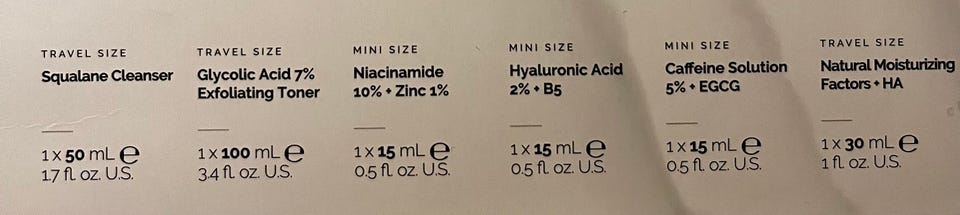 TRAVEL SIZE
Squalane Cleanser
1 x 50 mL ℮
1.7 fl. oz. U.S.
TRAVEL SIZE
Glycolic Acid 7%
Exfoliating Toner
1 x 100 mL ℮
3.4 fl. oz. U.S.
MINI SIZE
Niacinamide
10% + Zinc 1%
1 x 15 mL ℮
0.5 fl. oz. U.S.
MINI SIZE
Hyaluronic Acid
2% + B5
1 x 15 mL ℮
0.5 fl. oz. U.S.
MINI SIZE
Caffeine Solution
5% + EGCG
1 x 15 mL ℮
0.5 fl. oz. U.S.
TRAVEL SIZE
Natural Moisturizing
Factors + HA
1 x 30 mL ℮
1 fl. oz. U.S.